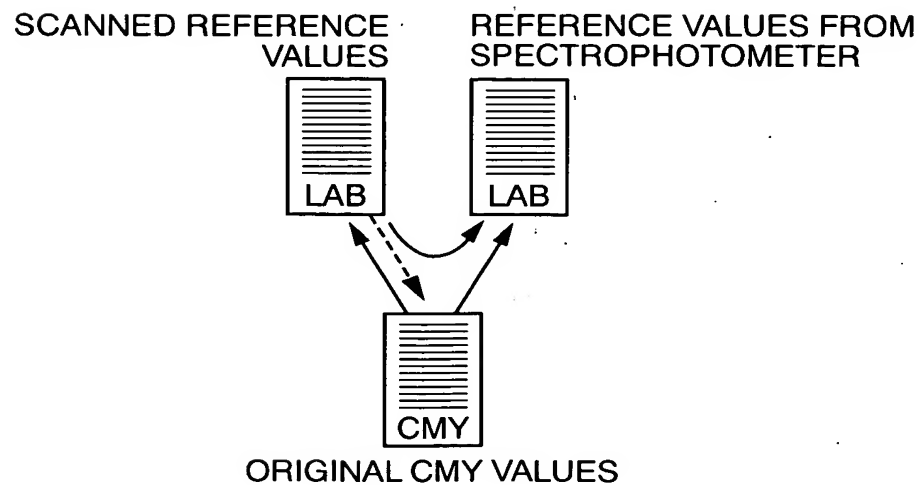 SCANNED REFERENCE
VALUES
REFERENCE VALUES FROM
SPECTROPHOTOMETER
LAB
LAB
CMY
ORIGINAL CMY VALUES